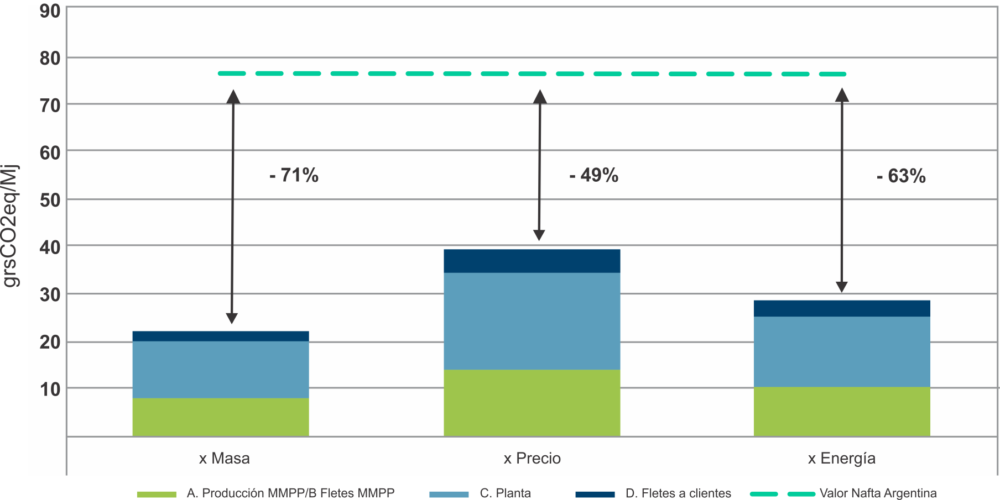 90
80
70
60
50
40
30
20
10
grsCO2eq/Mj
- 71%
- 49%
- 63%
x Masa
x Precio
x Energía
A. Producción MMPP/B Fletes MMPP
C. Planta
D. Fletes a clientes
Valor Nafta Argentina